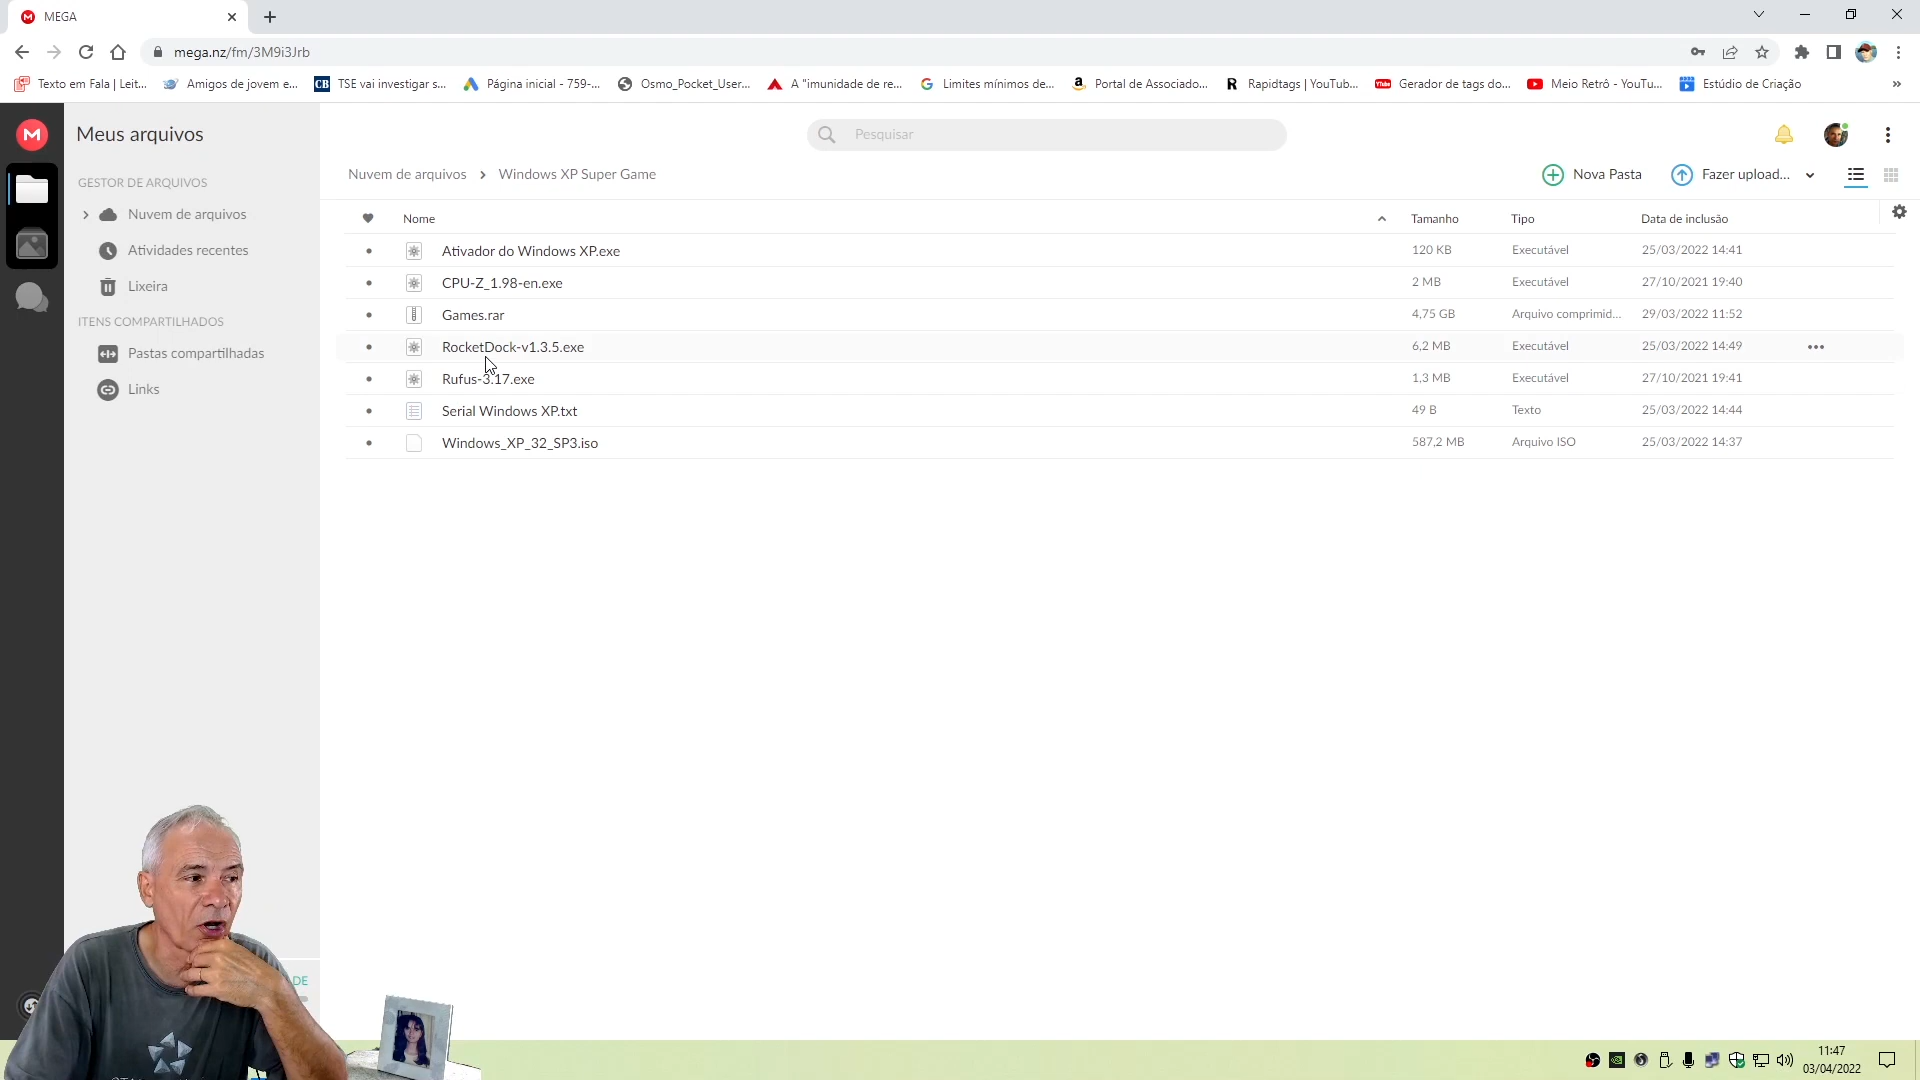 MEGA
mega.nz/fm/3M9i3Jrb
Texto em Fala | Leit...
Amigos de jovem e...
CB TSE vai investigar s...
Página inicial - 759-...
Osmo_Pocket_User...
A "imunidade de re...
Limites mínimos de...
Portal de Associado...
Rapidtags | YouTub...
Gerador de tags do...
Meio Retrô - YouTu...
Estúdio de Criação
»
Meus arquivos
Pesquisar
GESTOR DE ARQUIVOS
Nuvem de arquivos
Atividades recentes
Lixeira
ITENS COMPARTILHADOS
Pastas compartilhadas
Links
Nuvem de arquivos > Windows XP Super Game
Nova Pasta
Fazer upload...
Nome Tamanho Tipo Data de inclusão
Ativador do Windows XP.exe 120 KB Executável 25/03/2022 14:41
CPU-Z_1.98-en.exe 2 MB Executável 27/10/2021 19:40
Games.rar 4,75 GB Arquivo comprimid... 29/03/2022 11:52
RocketDock-v1.3.5.exe 6,2 MB Executável 25/03/2022 14:49
Rufus-3.17.exe 1,3 MB Executável 27/10/2021 19:41
Serial Windows XP.txt 49 B Texto 25/03/2022 14:44
Windows_XP_32_SP3.iso 587,2 MB Arquivo ISO 25/03/2022 14:37
DE
11:47
03/04/2022